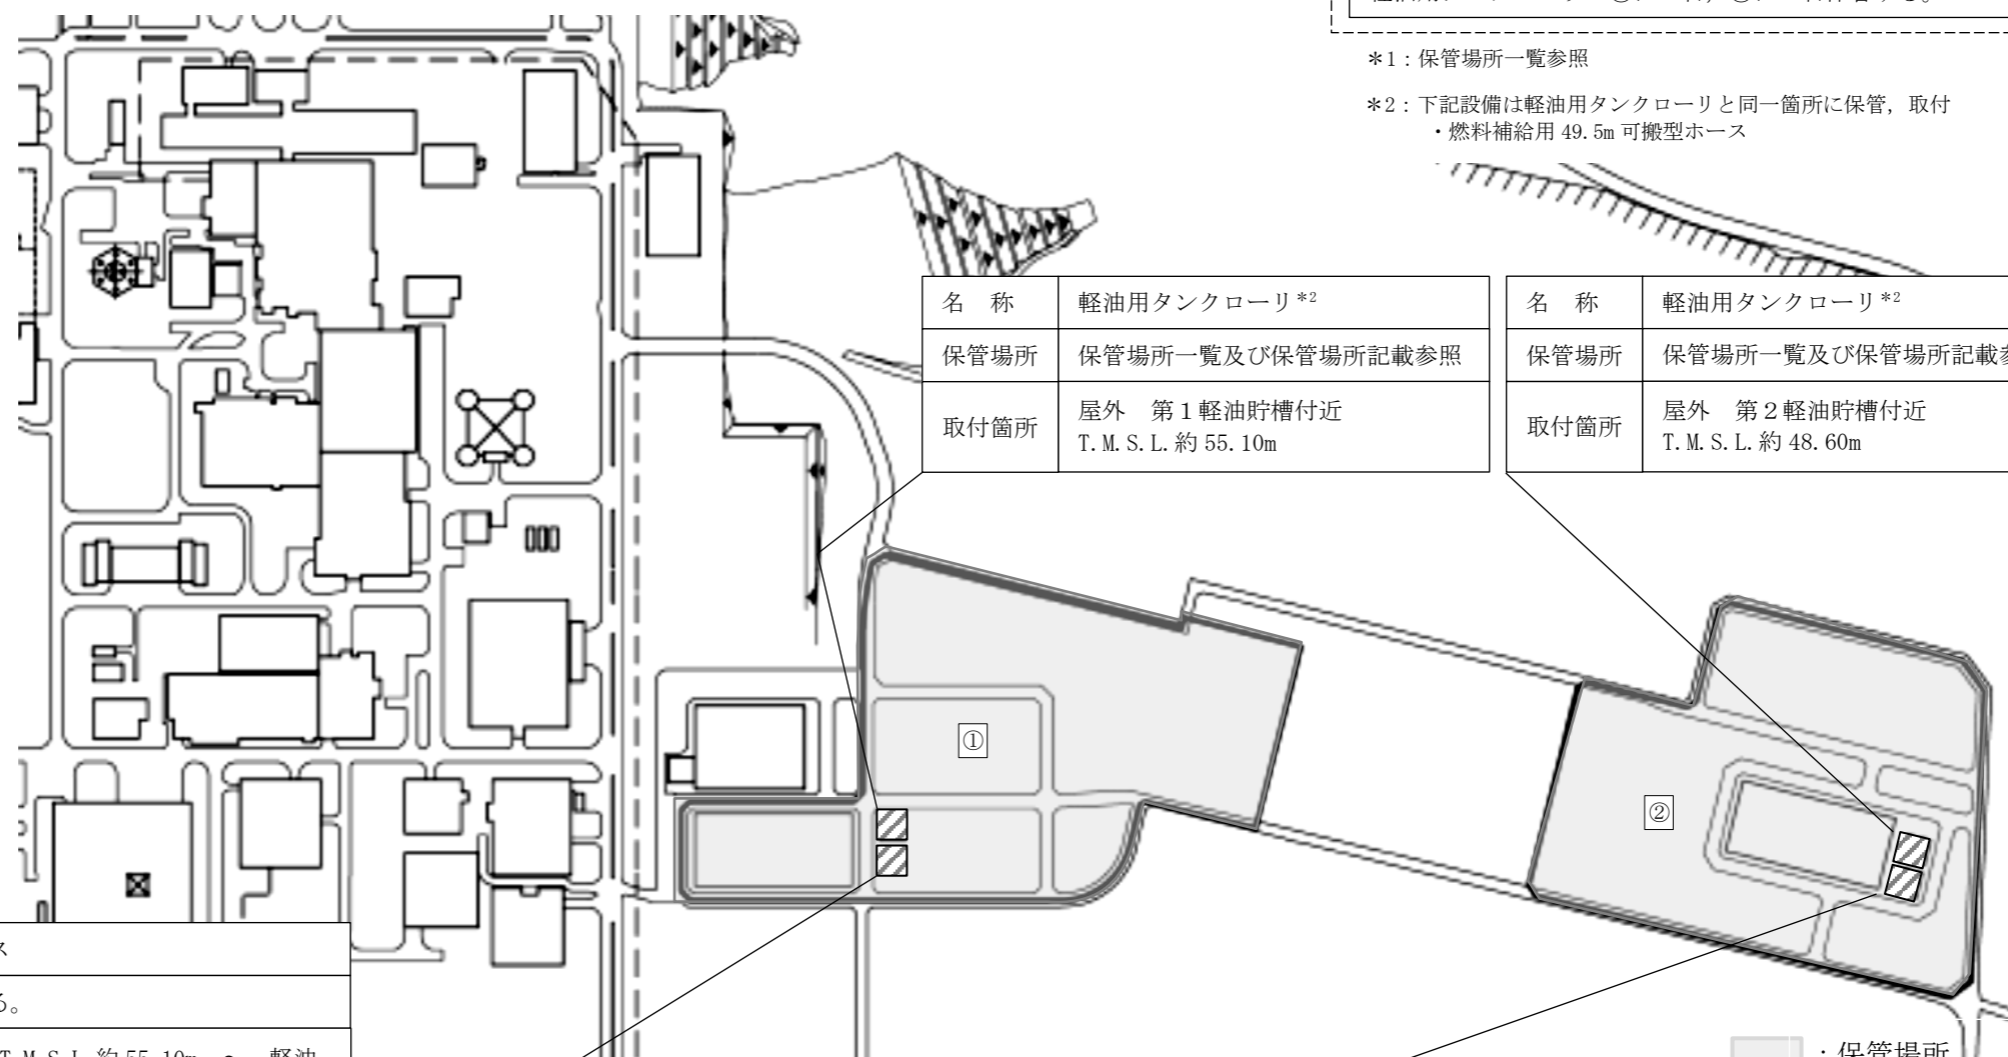 *1：保管場所一覧参照
*2：下記設備は軽油用タンクローリと同一箇所に保管，取付
・燃料補給用 49.5m 可搬型ホース
名　称　軽油用タンクローリ*2
保管場所　保管場所一覧及び保管場所記載参照
取付箇所　屋外　第１軽油貯槽付近
T.M.S.L.約 55.10m
名　称　軽油用タンクローリ*2
保管場所　保管場所一覧及び保管場所記載
取付箇所　屋外　第２軽油貯槽付近
T.M.S.L.約 48.60m
①
②
ス
る。
T.M.S.L.約 55.10m　軽油
：保管場所